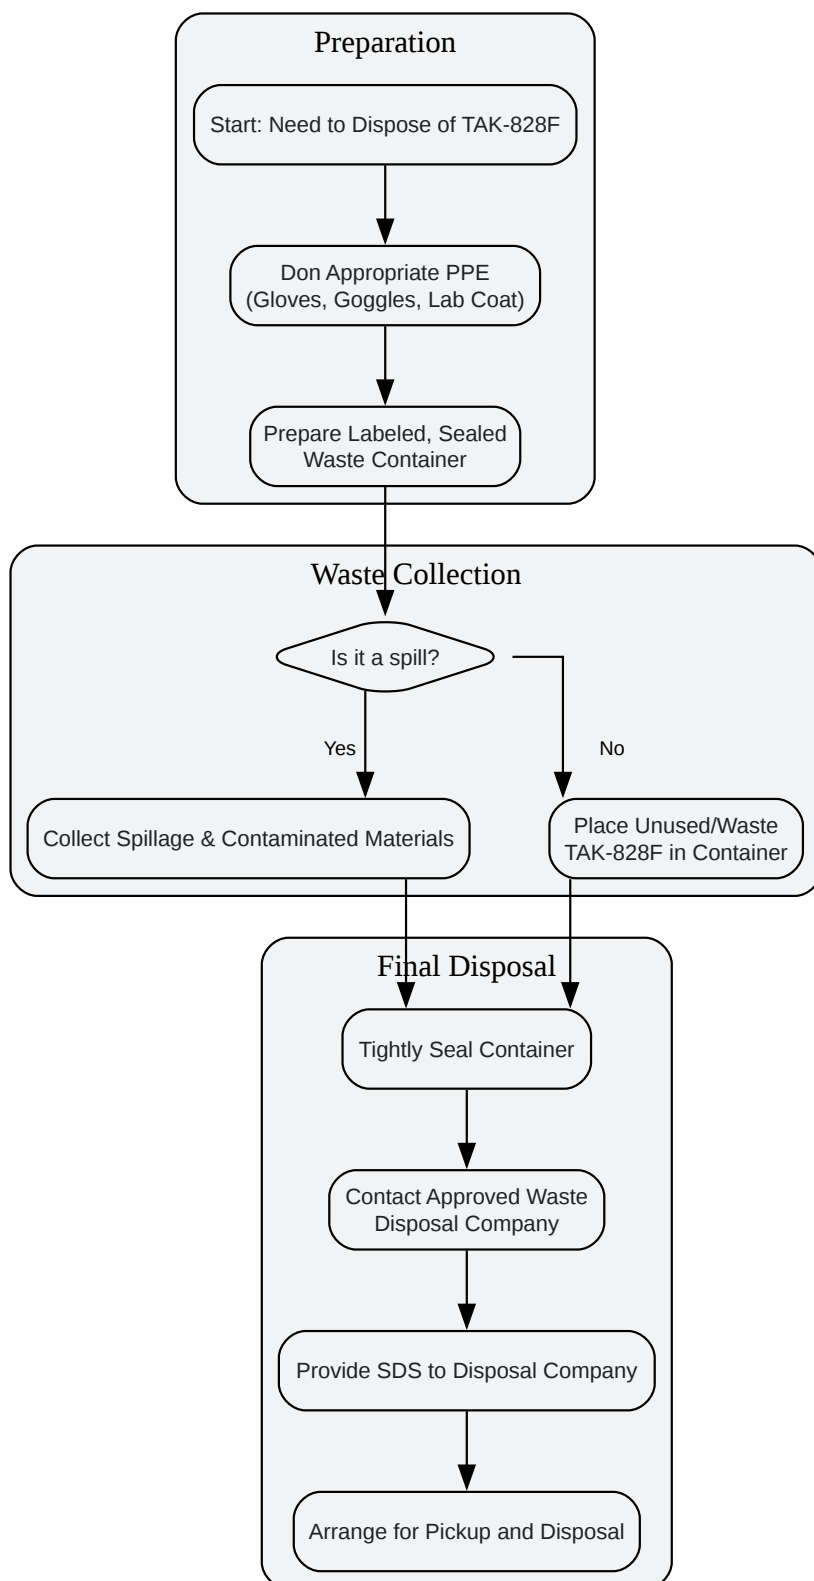 Preparation
Start: Need to Dispose of TAK-828F
Don Appropriate PPE
(Gloves, Goggles, Lab Coat)
Prepare Labeled, Sealed
Waste Container
Waste Collection
Is it a spill?
Yes
No
Collect Spillage & Contaminated Materials
Place Unused/Waste
TAK-828F in Container
Final Disposal
Tightly Seal Container
Contact Approved Waste
Disposal Company
Provide SDS to Disposal Company
Arrange for Pickup and Disposal